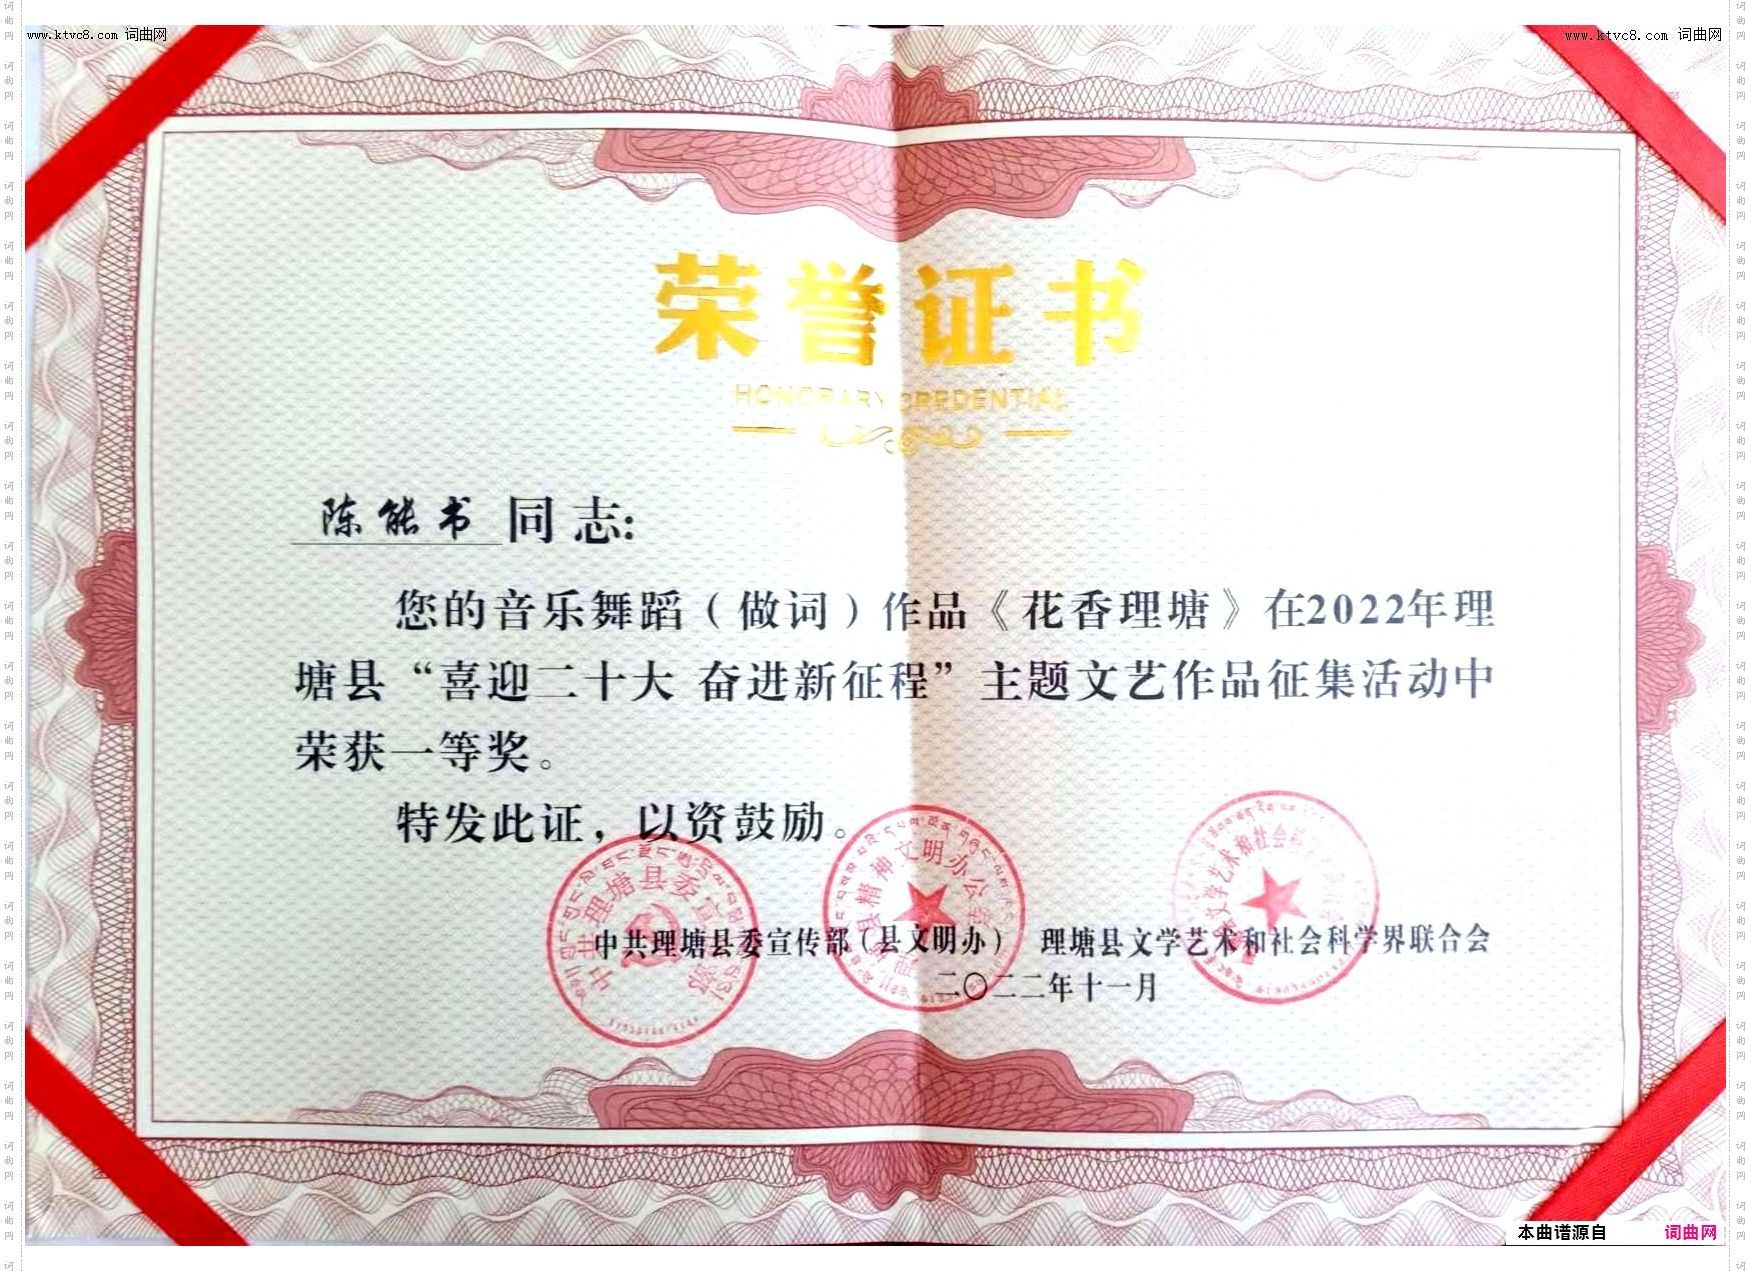 www.ktvc8.com 词曲网
www.ktvc8.com 词曲网
荣誉证书
HONORARY CREDENTIAL
陈能书同志:
您的音乐舞蹈（做词）作品《花香理塘》在2022年理
塘县“喜迎二十大 奋进新征程”主题文艺作品征集活动中
荣获一等奖。
特发此证，以资鼓励。
中共理塘县委宣传部（县文明办） 理塘县文学艺术和社会科学界联合会
二〇二二年十一月
本曲谱源自 词曲网